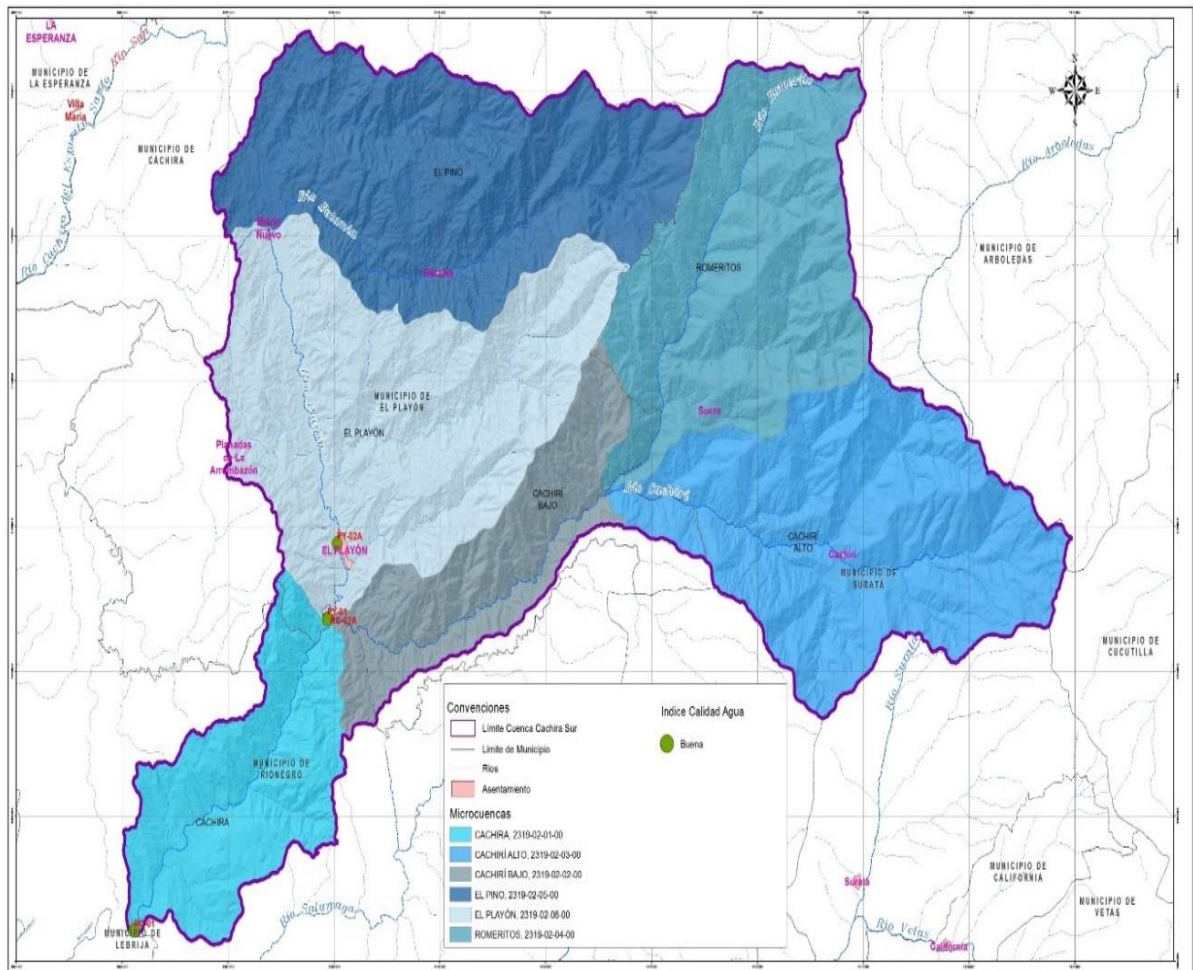 LA
ESPERANZA
MUNICIPIO DE
LA ESPERANZA
Villa
María
MUNICIPIO DE
CÁCHIRA
N
W E
S
Río Arboledas
EL PINO
MUNICIPIO DE
ARBOLEDAS
Nuevo
ROMERITOS
MUNICIPIO DE
EL PLAYÓN
EL PLAYÓN
Sucre
Planadas
de La
Arrumbazón
Río Cachirí
CACHIRÍ
BAJO
PY-02A
EL PLAYÓN
CACHIRÍ
ALTO
Cachirí
MUNICIPIO DE
SURATÁ
RG-02A
MUNICIPIO DE
CUCUTILLA
Río Suratá
Convenciones
Límite Cuenca Cachira Sur
Límite de Municipio
Ríos
Asentamiento
Indice Calidad Agua
Buena
Microcuencas
CACHIRA, 2319-02-01-00
CACHIRÍ ALTO, 2319-02-03-00
CACHIRÍ BAJO, 2319-02-02-00
EL PINO, 2319-02-05-00
EL PLAYÓN, 2319-02-06-00
ROMERITOS, 2319-02-04-00
MUNICIPIO DE
RIONEGRO
CÁCHIRA
MUNICIPIO DE
CALIFORNIA
Suratá
MUNICIPIO DE
VETAS
Río Salamaga
Río Vetas
California
MUNICIPIO DE
LEBRIJA